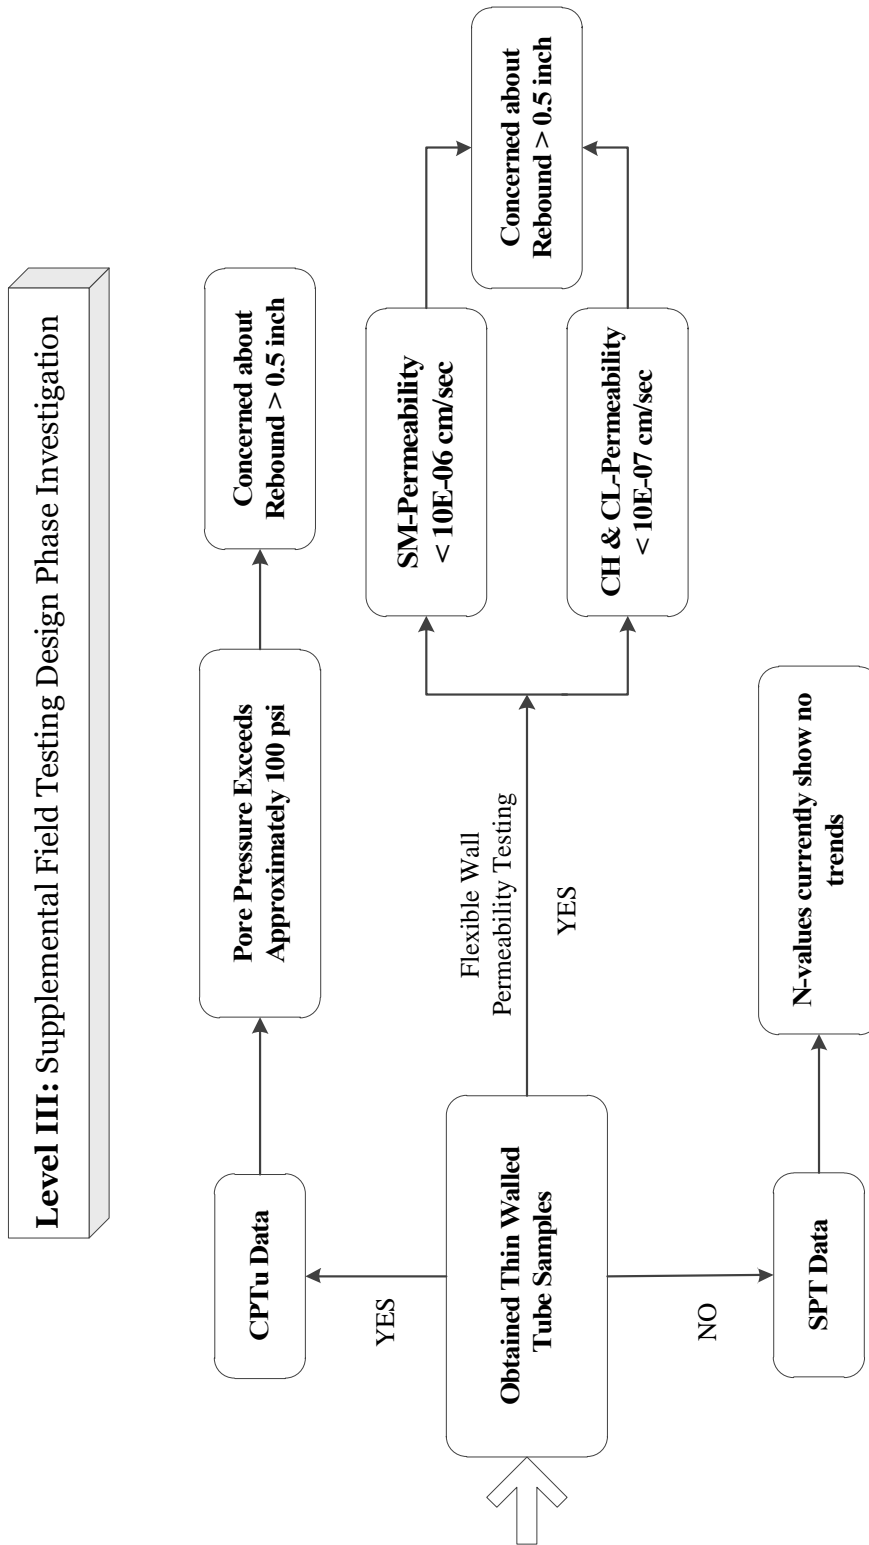 Level III: Supplemental Field Testing Design Phase Investigation
CPTu Data
Pore Pressure Exceeds
Approximately 100 psi
Concerned about
Rebound > 0.5 inch
YES
Obtained Thin Walled
Tube Samples
Flexible Wall
Permeability Testing
YES
SM-Permability
< 10E-06 cm/sec
CH & CL-Permability
< 10E-07 cm/sec
Concerned about
Rebound > 0.5 inch
NO
SPT Data
N-values currently show no
trends